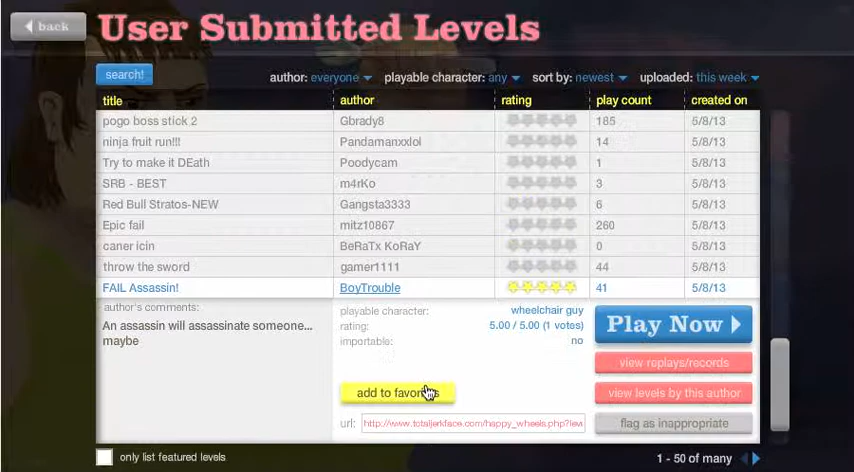 back User Submitted Levels
search! author: everyone playable character: any sort by: newest uploaded: this week
title author rating play count created on
pogo boss stick 2 Gbrady8 185 5/8/13
ninja fruit run!!! Pandamanxxlol 14 5/8/13
Try to make it DEath Poodycam 1 5/8/13
SRB - BEST m4rKo 3 5/8/13
Red Bull Stratos-NEW Gangsta3333 6 5/8/13
Epic fail mitz10867 260 5/8/13
caner icin BeRaTx KoRaY 0 5/8/13
throw the sword gamer1111 44 5/8/13
FAIL Assassin! BoyTrouble 41 5/8/13
author's comments:
An assassin will assassinate someone...
maybe
playable character: wheelchair guy
rating: 5.00 / 5.00 (1 votes)
importable: no
add to favorites
url: http://www.totaljerkface.com/happy_wheels.php?lev
Play Now
view replays/records
view levels by this author
flag as inappropriate
only list featured levels 1 - 50 of many